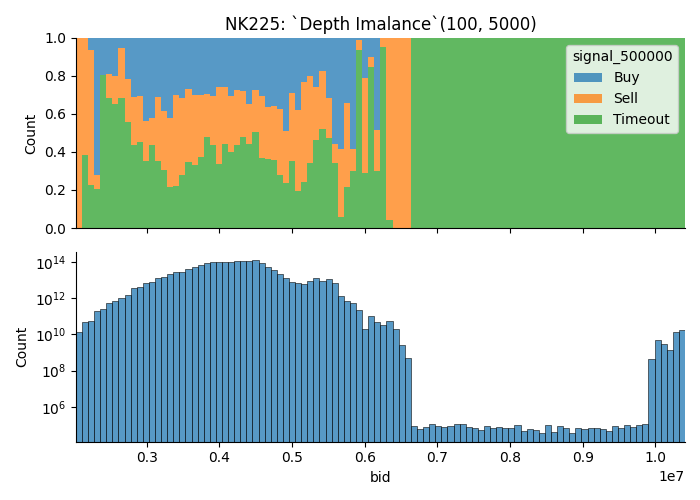 NK225: `Depth Imalance`(100, 5000)
1.0
0.8
0.6
0.4
0.2
0.0
Count
signal_500000
Buy
Sell
Timeout
10^14
10^12
10^10
10^8
10^6
Count
0.3
0.4
0.5
0.6
0.7
0.8
0.9
1.0
1e7
bid